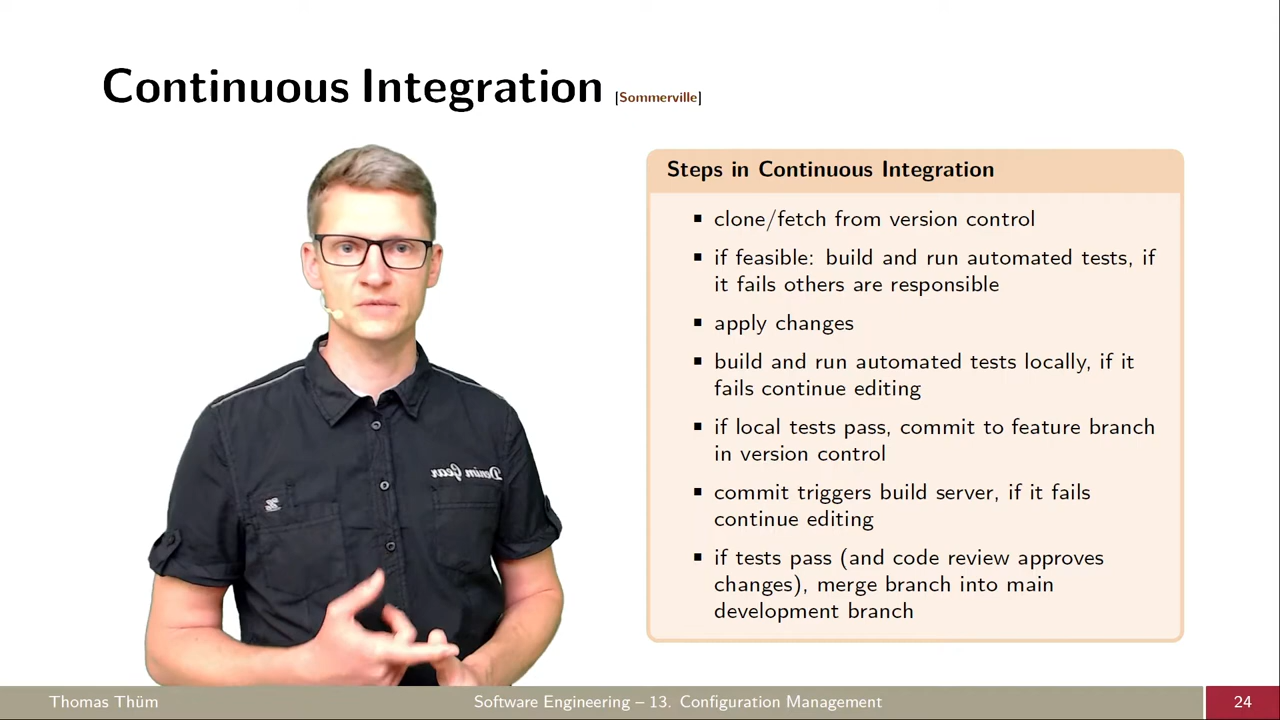 Continuous Integration [Sommerville]
Steps in Continuous Integration
▪ clone/fetch from version control
▪ if feasible: build and run automated tests, if
it fails others are responsible
▪ apply changes
▪ build and run automated tests locally, if it
fails continue editing
▪ if local tests pass, commit to feature branch
in version control
▪ commit triggers build server, if it fails
continue editing
▪ if tests pass (and code review approves
changes), merge branch into main
development branch
Denim Gear
Thomas Thüm
Software Engineering – 13. Configuration Management
24